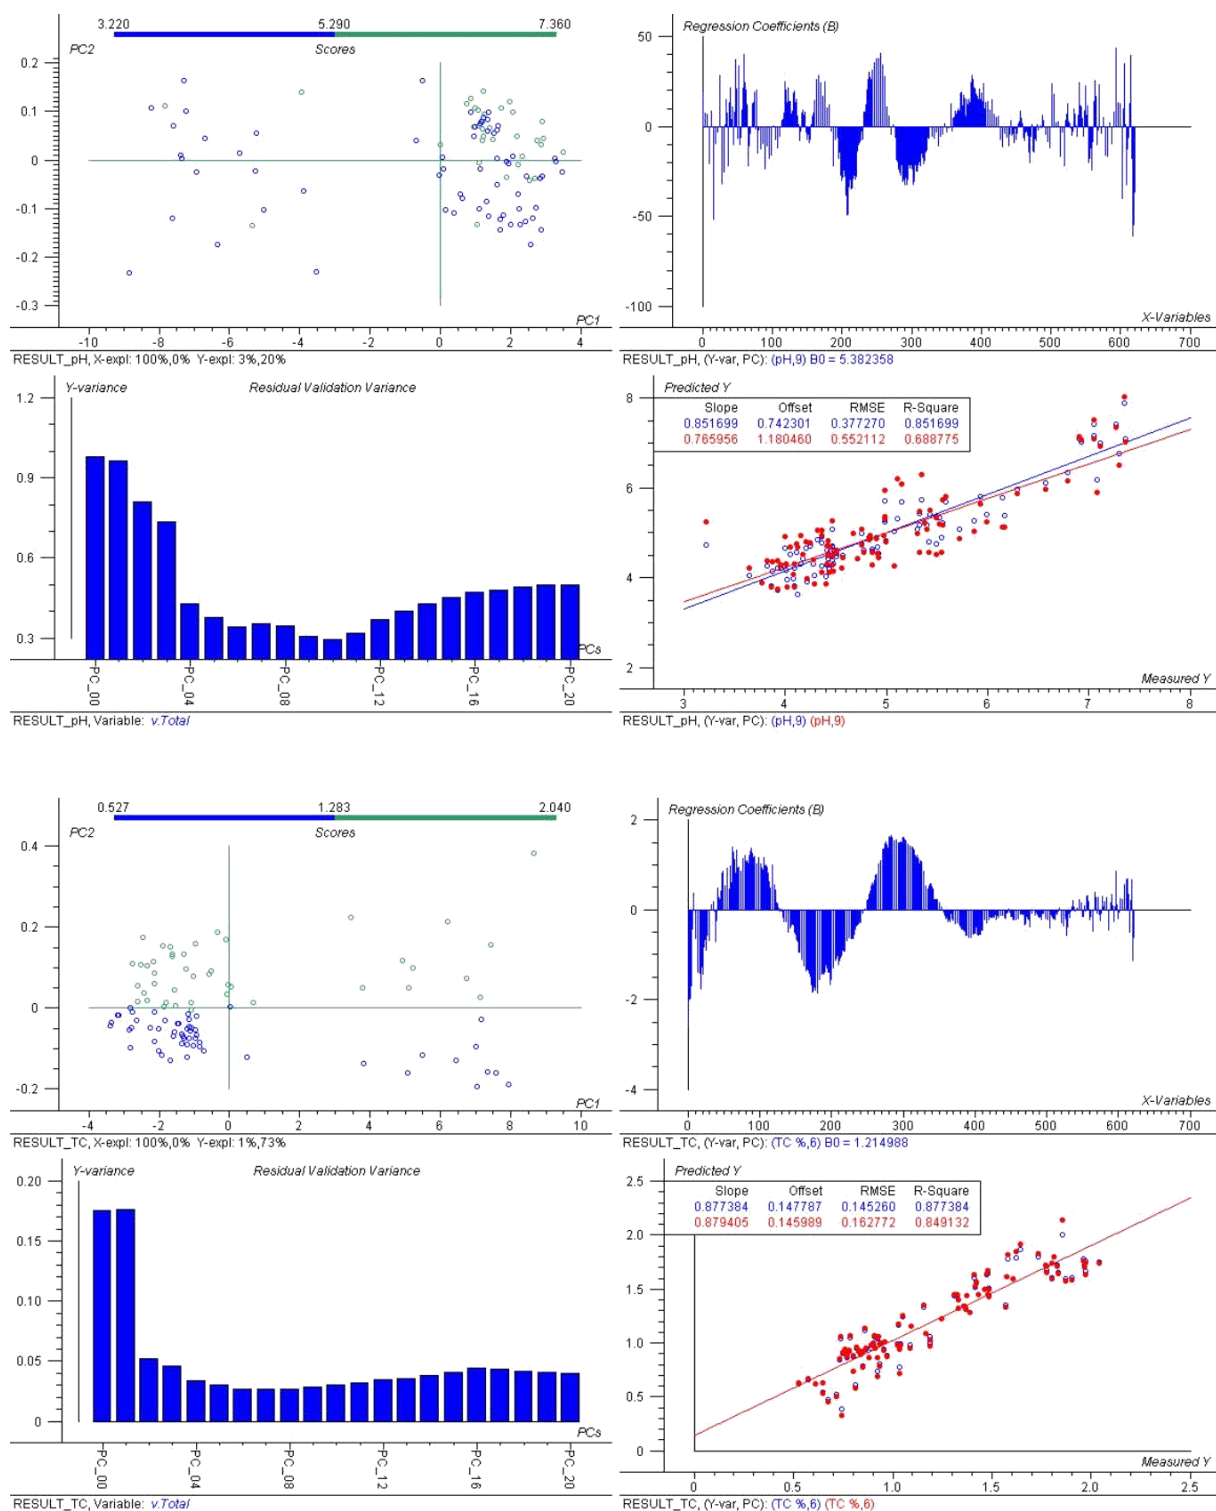 3.220 5.290 7.360
PC2 Scores
0.2
0.1
0
-0.1
-0.2
-0.3
PC1
-10 -8 -6 -4 -2 0 2 4
RESULT_pH, X-expl: 100%,0% Y-expl: 3%,20%
Regression Coefficients (B)
50
0
-50
-100
X-Variables
0 100 200 300 400 500 600 700
RESULT_pH, (Y-var, PC): (pH,9) B0 = 5.382358
Y-variance Residual Validation Variance
1.2
0.9
0.6
0.3
PCs
PC_00 PC_04 PC_08 PC_12 PC_16 PC_20
RESULT_pH, Variable: v.Total
Predicted Y
8
Slope Offset RMSE R-Square
0.851699 0.742301 0.377270 0.851699
0.765956 1.180460 0.552112 0.688775
6
4
2
Measured Y
3 4 5 6 7 8
RESULT_pH, (Y-var, PC): (pH,9) (pH,9)
0.527 1.283 2.040
PC2 Scores
0.4
0.2
0
-0.2
PC1
-4 -2 0 2 4 6 8 10
RESULT_TC, X-expl: 100%,0% Y-expl: 1%,73%
Regression Coefficients (B)
2
0
-2
-4
X-Variables
0 100 200 300 400 500 600 700
RESULT_TC, (Y-var, PC): (TC %,6) B0 = 1.214988
Y-variance Residual Validation Variance
0.20
0.15
0.10
0.05
0
PCs
PC_00 PC_04 PC_08 PC_12 PC_16 PC_20
RESULT_TC, Variable: v.Total
Predicted Y
2.5
Slope Offset RMSE R-Square
0.877384 0.147787 0.145260 0.877384
0.879405 0.145989 0.162772 0.849132
2.0
1.5
1.0
0.5
0
Measured Y
0 0.5 1.0 1.5 2.0 2.5
RESULT_TC, (Y-var, PC): (TC %,6) (TC %,6)